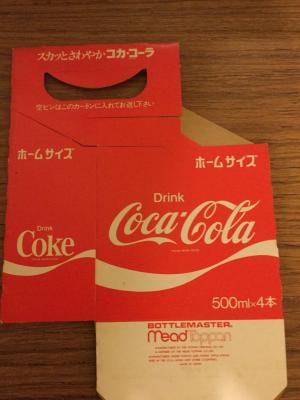 スカッとさわやか コカ・コーラ
空ビンはこのカートンに入れてお返し下さい
ホームサイズ
ホームサイズ
Drink
Coca-Cola
Drink
Coke
500ml×4本
BOTTLEMASTER
Mead Toppan